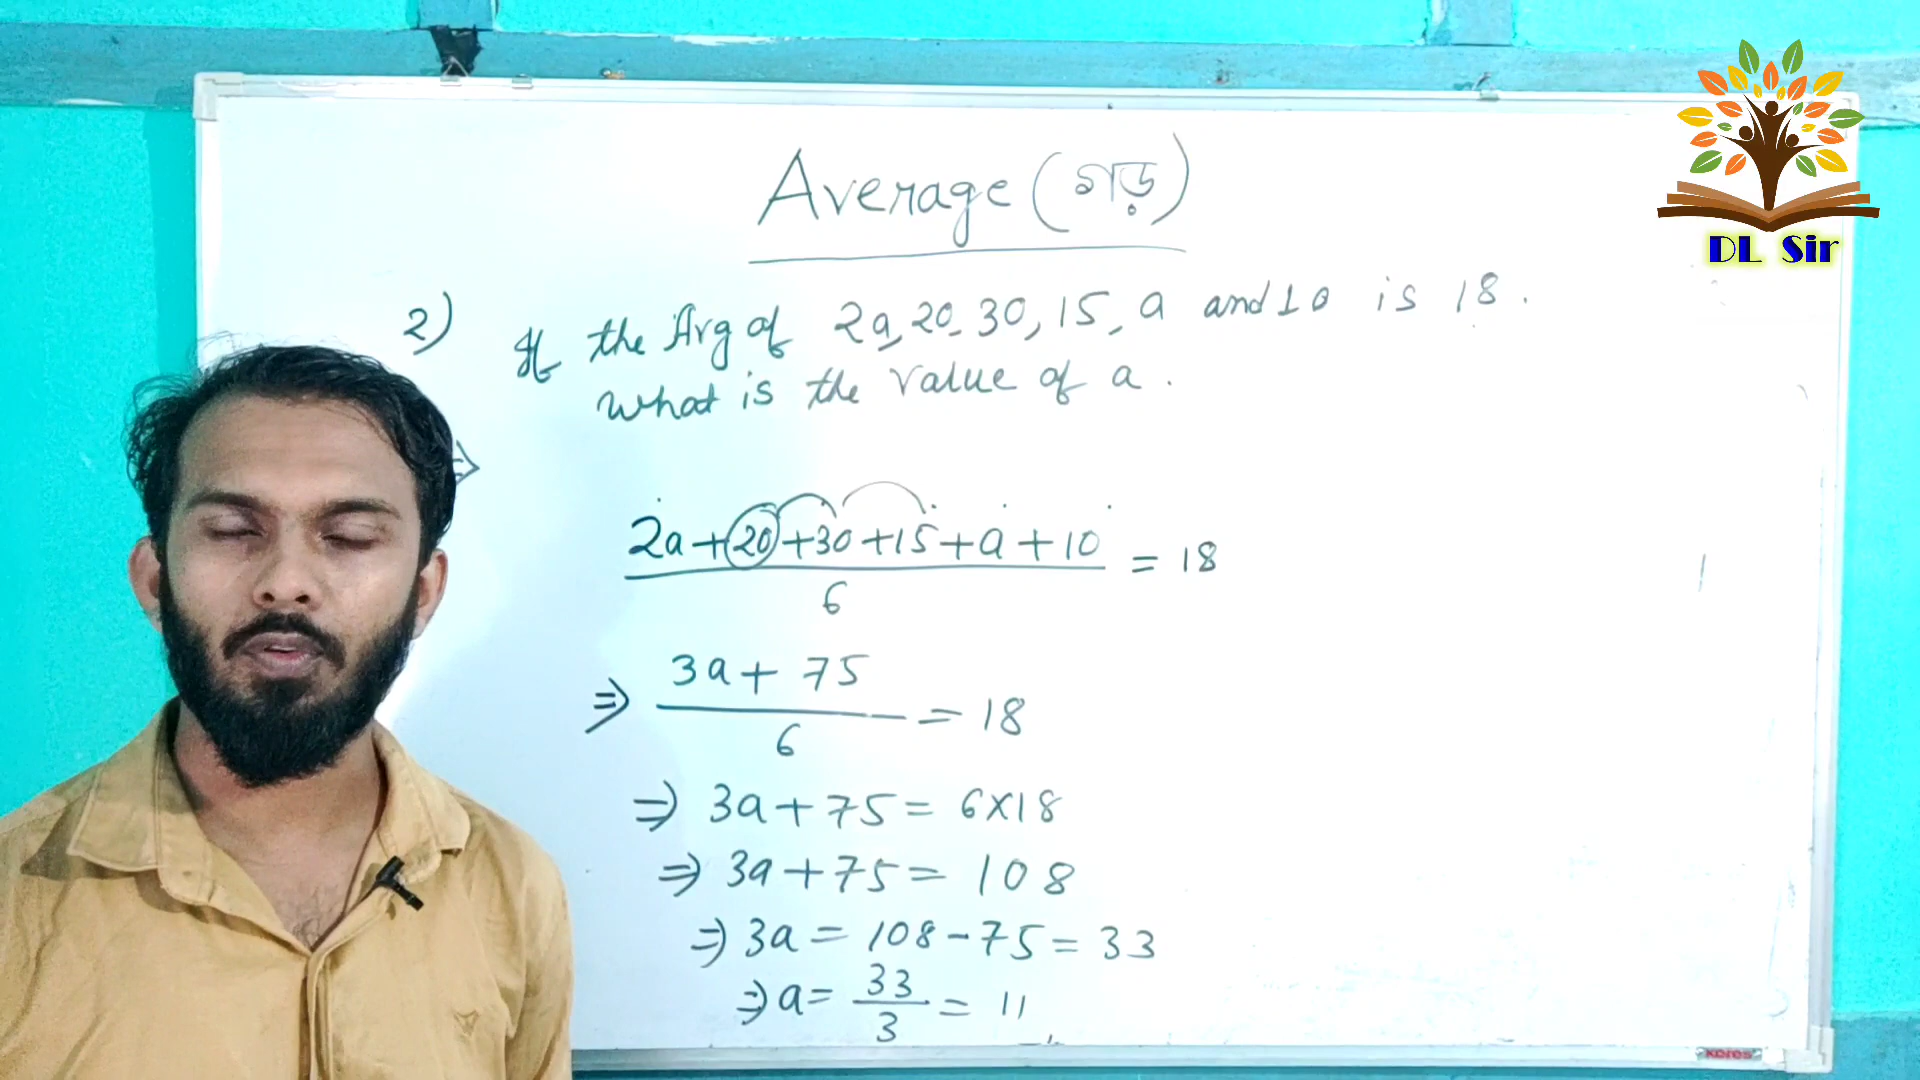 Average (গড়)
2) If the Avg of 2a, 20, 30, 15, a and 10 is 18.
What is the value of a.
⇒
2a+20+30+15+a+10
6
= 18
⇒ 3a+ 75
6
= 18
⇒ 3a+75= 6×18
⇒ 3a+75= 108
⇒ 3a= 108-75= 33
⇒ a= 33/3 = 11
DL Sir
Kores